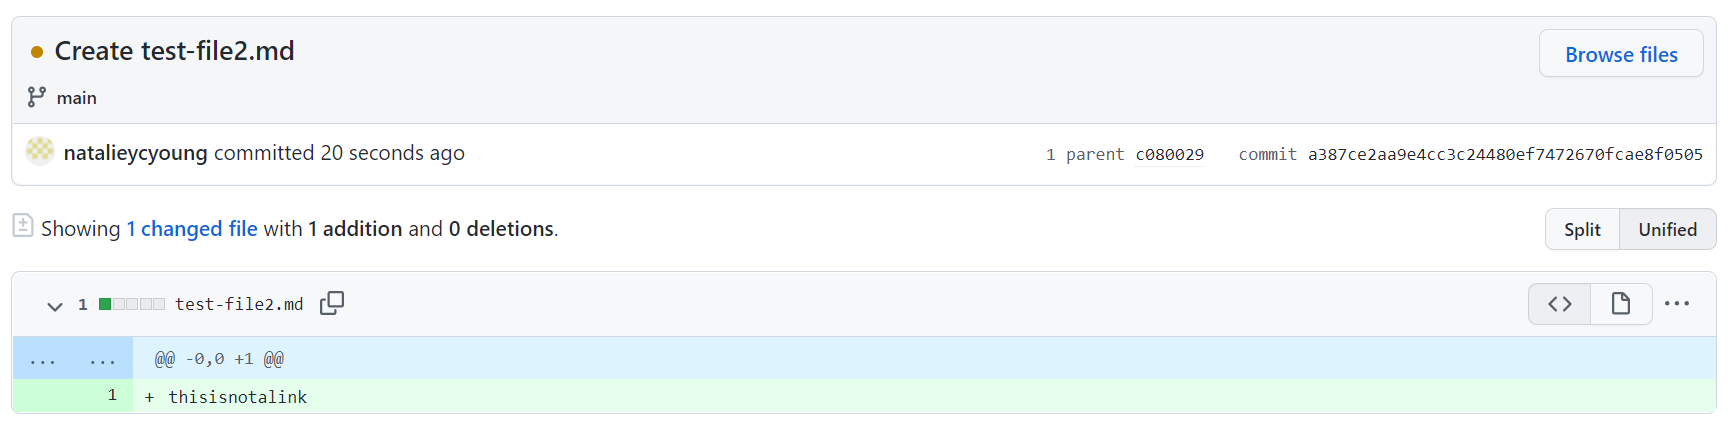 Create test-file2.md
Browse files
main
natalieycyoung committed 20 seconds ago
1 parent c080029 commit a387ce2aa9e4cc3c24480ef7472670fcae8f0505
Showing 1 changed file with 1 addition and 0 deletions.
Split Unified
1 test-file2.md
... ... @@ -0,0 +1 @@
1 + thisisnotalink